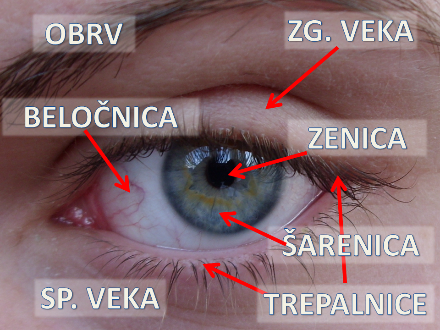 OBRV
ZG. VEKA
BELOČNICA
ZENICA
ŠARENICA
SP. VEKA
TREPALNICE